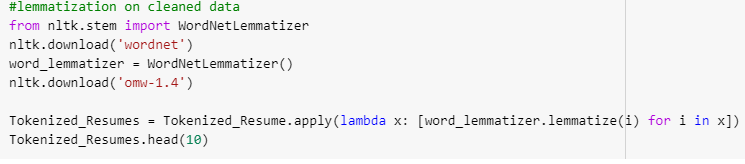 #lemmatization on cleaned data
from nltk.stem import WordNetLemmatizer
nltk.download('wordnet')
word_lemmatizer = WordNetLemmatizer()
nltk.download('omw-1.4')
Tokenized_Resumes = Tokenized_Resume.apply(lambda x: [word_lemmatizer.lemmatize(i) for i in x])
Tokenized_Resumes.head(10)